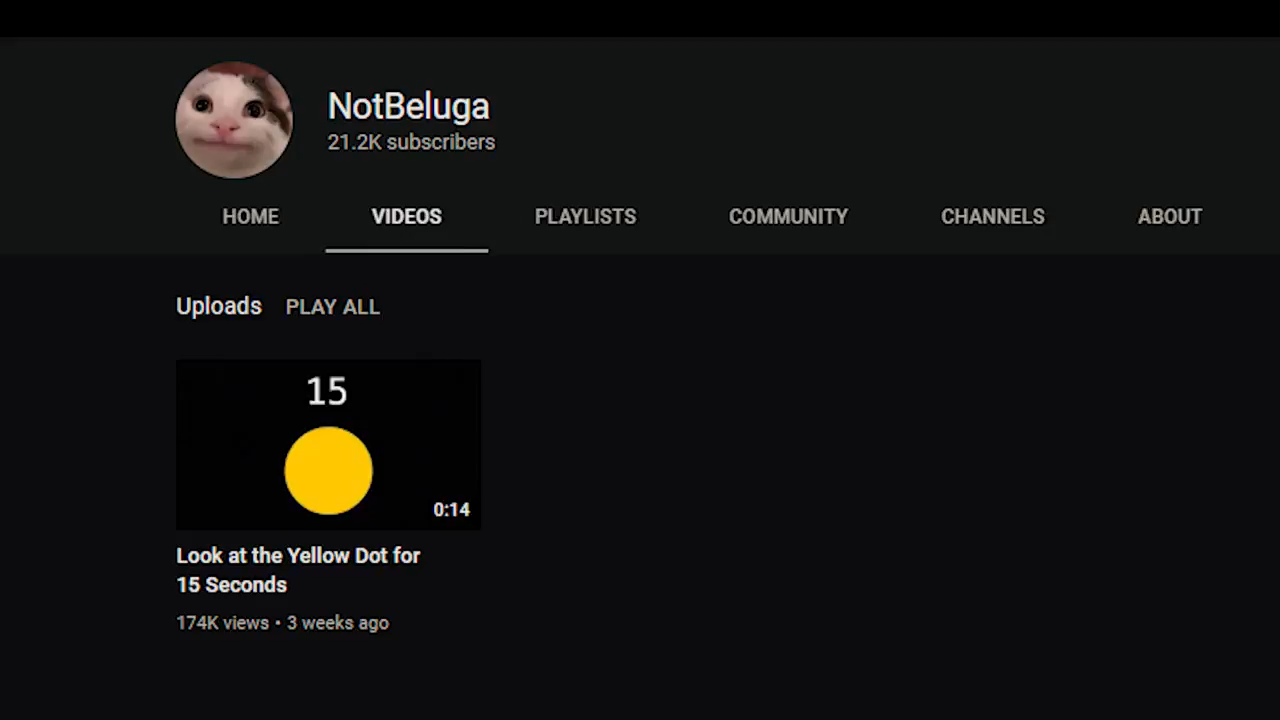 NotBeluga
21.2K subscribers
HOME VIDEOS PLAYLISTS COMMUNITY CHANNELS ABOUT
Uploads PLAY ALL
15
0:14
Look at the Yellow Dot for
15 Seconds
174K views • 3 weeks ago